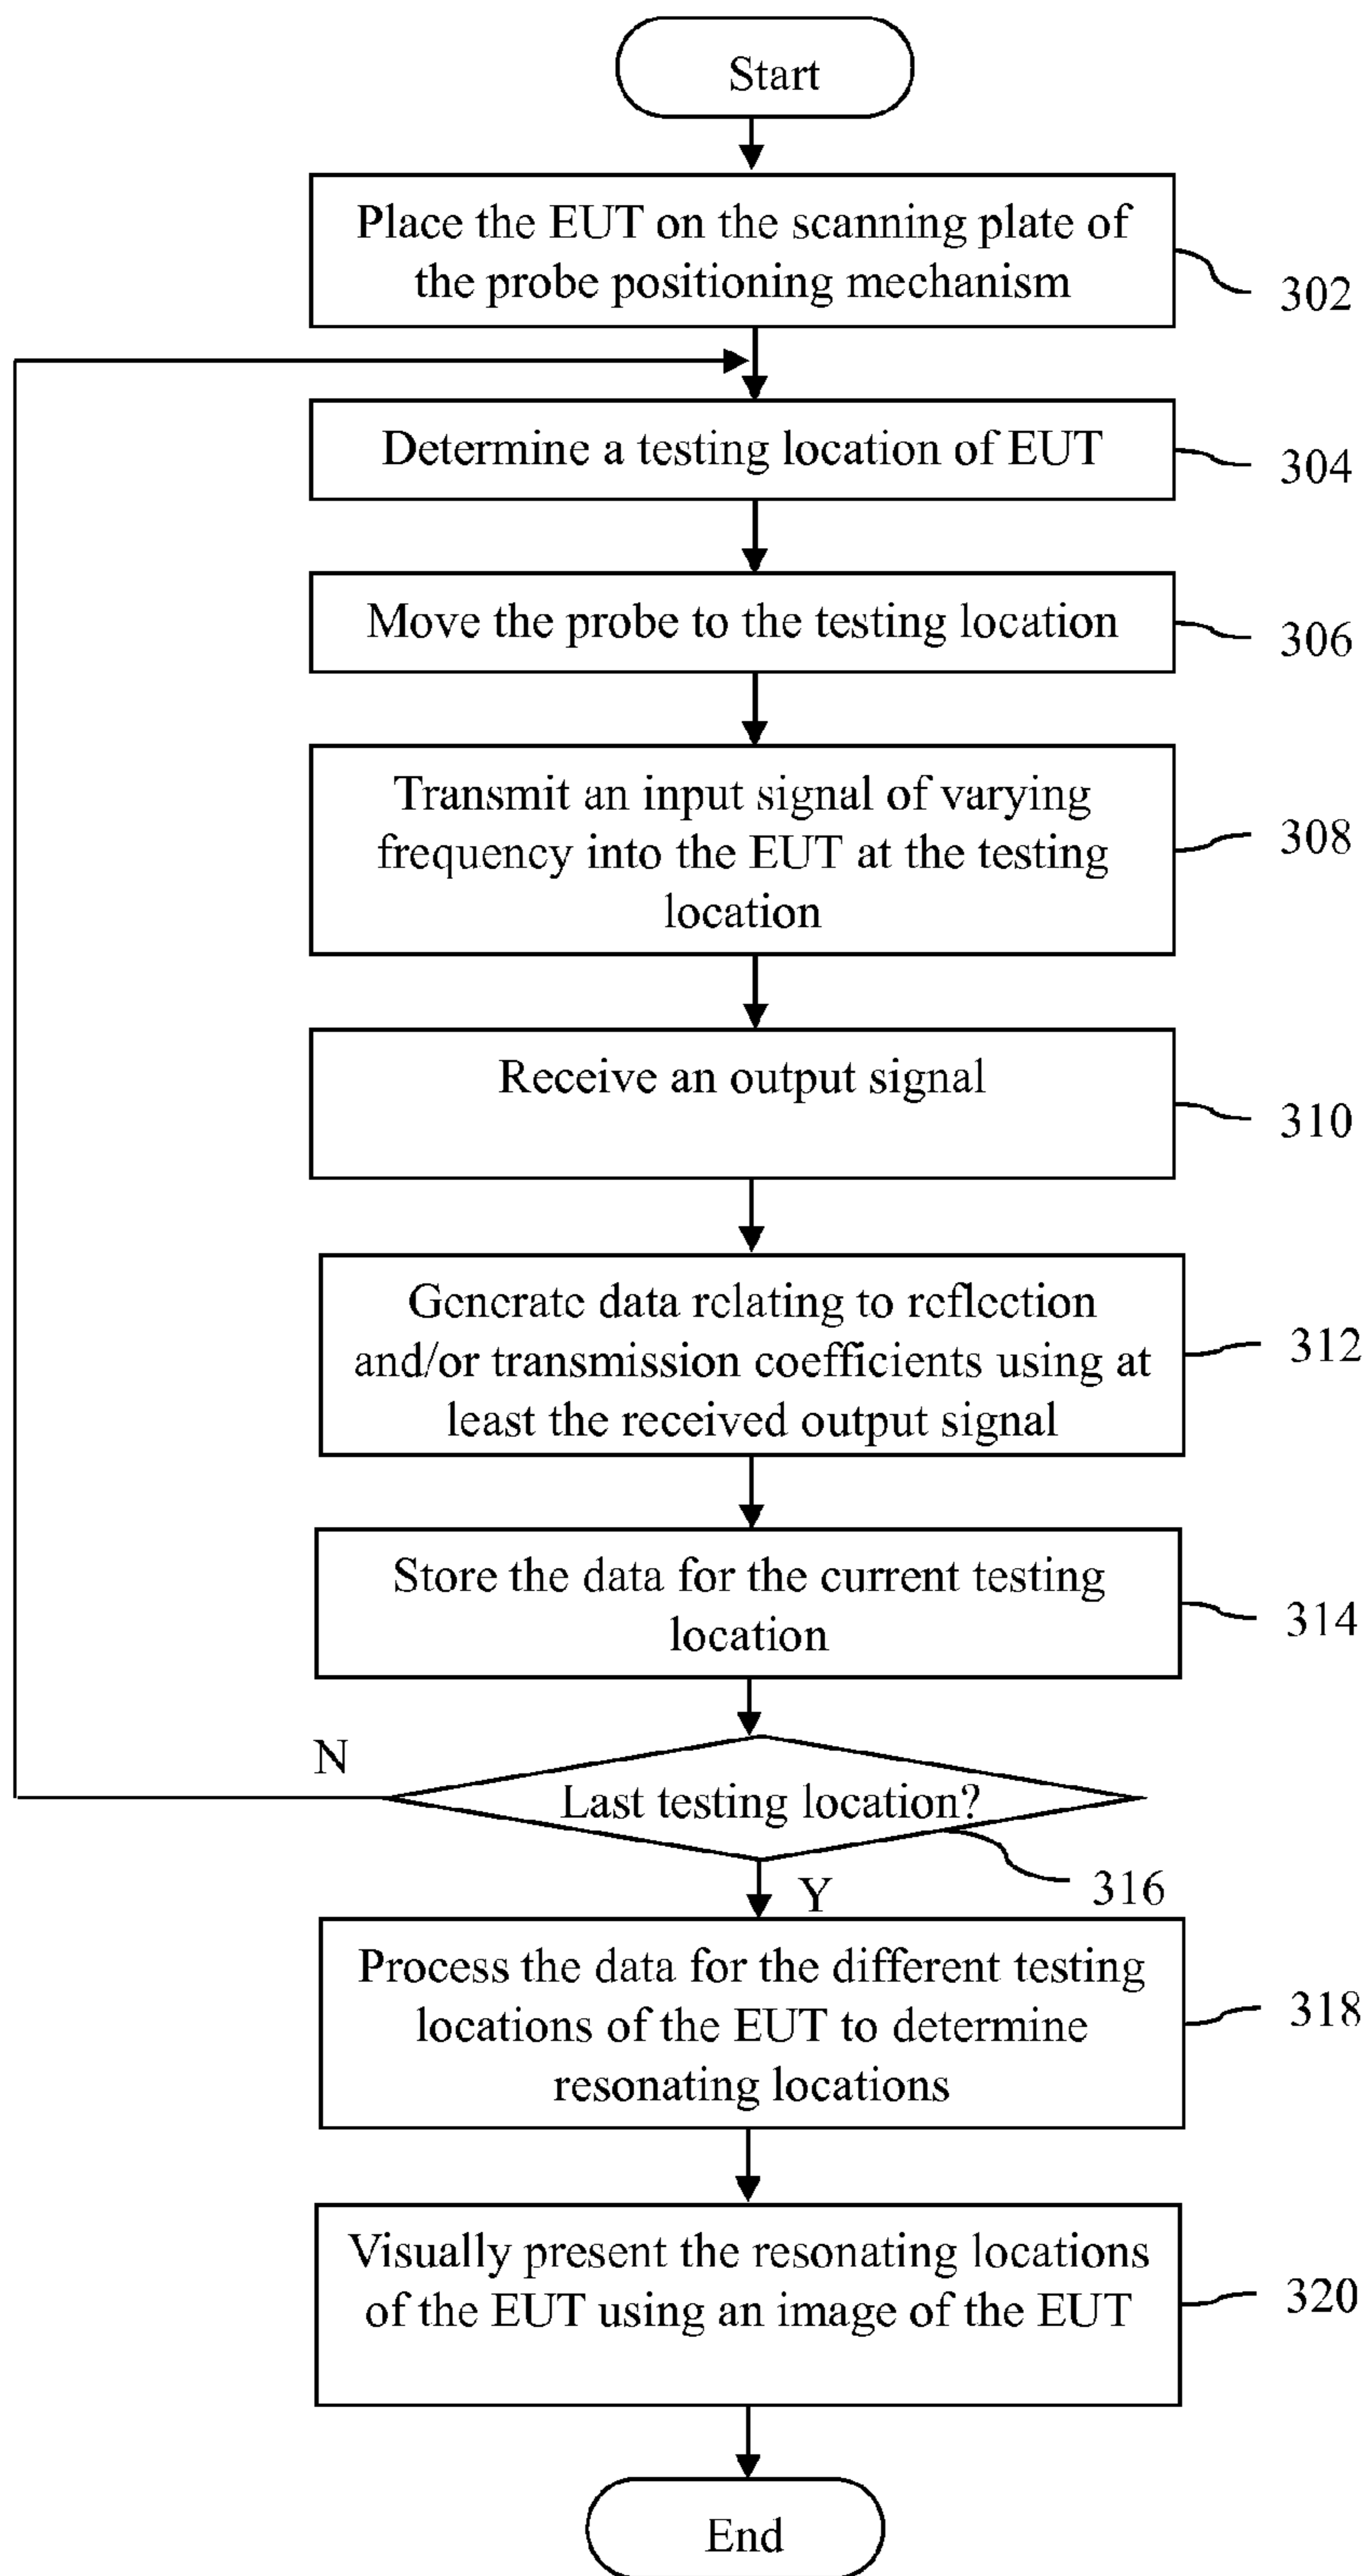 Start
Place the EUT on the scanning plate of
the probe positioning mechanism
302
Determine a testing location of EUT
304
Move the probe to the testing location
306
Transmit an input signal of varying
frequency into the EUT at the testing
location
308
Receive an output signal
310
Generate data relating to reflection
and/or transmission coefficients using at
least the received output signal
312
Store the data for the current testing
location
314
N
Last testing location?
316
Y
Process the data for the different testing
locations of the EUT to determine
resonating locations
318
Visually present the resonating locations
of the EUT using an image of the EUT
320
End